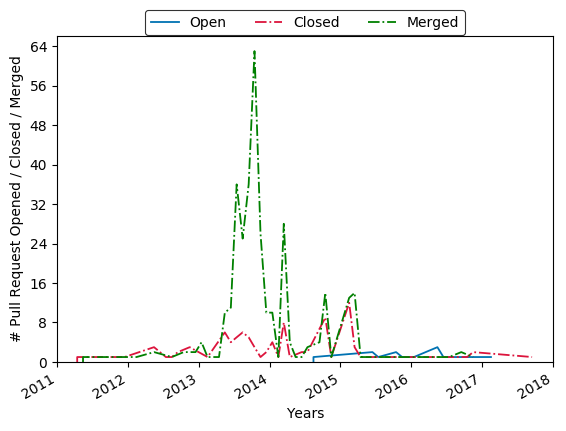 Open Closed Merged
# Pull Request Opened / Closed / Merged
64
56
48
40
32
24
16
8
0
2011 2012 2013 2014 2015 2016 2017 2018
Years